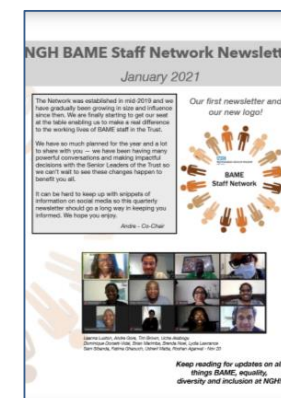 NGH BAME Staff Network Newslett
January 2021
The Network was established in mid-2019 and we
have gradually been growing in size and influence
since then. We are finally starting to get our seat
at the table enabling us to make a real difference
to the working lives of BAME staff in the Trust.
We have so much planned for the year and a lot
to share with you — we have been having many
powerful conversations and making impactful
decisions with the Senior Leaders of the Trust so
we can't wait to see these changes happen to
benefit you all.
It can be hard to keep up with snippets of
information on social media so this quarterly
newsletter should go a long way in keeping you
informed. We hope you enjoy.
Andre - Co-Chair
Our first newsletter and
our new logo!
BAME
Staff Network
Keep reading for updates on all
things BAME, equality,
diversity and inclusion at NGH!